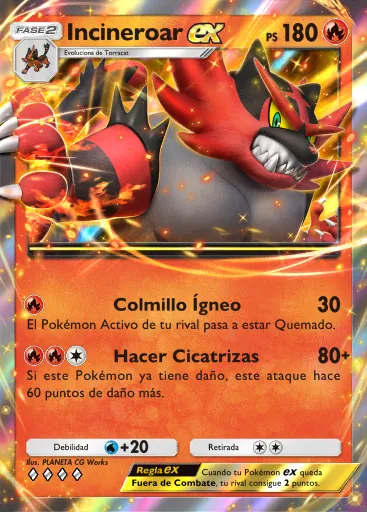 FASE 2 Incineroar ex PS 180
Evoluciona de Torracat
Colmillo Ígneo 30
El Pokémon Activo de tu rival pasa a estar Quemado.
Hacer Cicatrizas 80+
Si este Pokémon ya tiene daño, este ataque hace
60 puntos de daño más.
Debilidad +20 Retirada
Ilus. PLANETA CG Works
Regla ex Cuando tu Pokémon ex queda
Fuera de Combate, tu rival consigue 2 puntos.